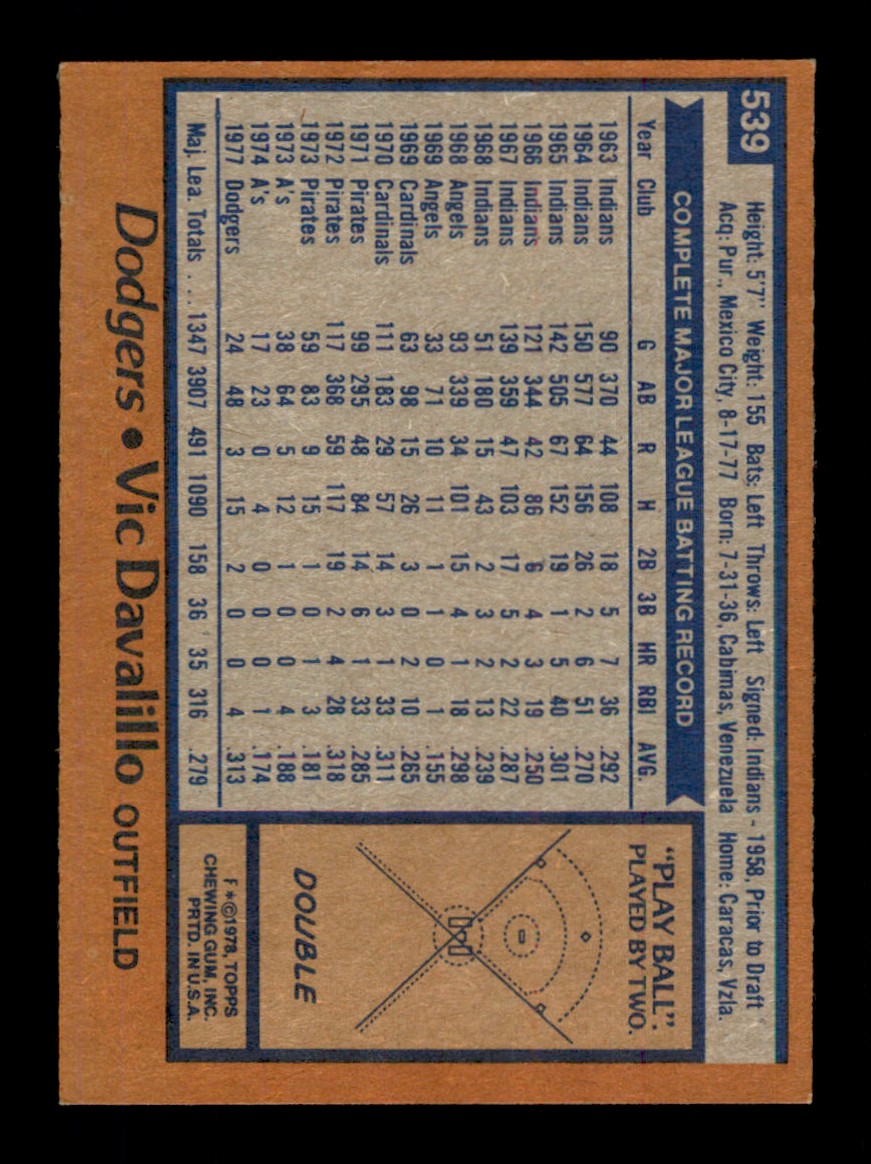 539
Height: 5'7" Weight: 155 Bats: Left Throws: Left Signed: Indians - 1958, Prior to Draft
Acq: Pur., Mexico City, 8-17-77 Born: 7-31-36, Cabimas, Venezuela Home: Caracas, Vzla.
COMPLETE MAJOR LEAGUE BATTING RECORD
Year Club G AB R H 2B 3B HR RBI AVG.
1963 Indians 90 370 44 108 18 5 7 36 .292
1964 Indians 150 577 64 156 26 2 6 51 .270
1965 Indians 142 505 67 152 19 1 5 40 .301
1966 Indians 121 344 42 86 6 4 3 19 .250
1967 Indians 139 359 47 103 17 5 2 22 .287
1968 Indians 51 180 15 43 2 3 2 13 .239
1968 Angels 93 339 34 101 15 4 1 18 .298
1969 Angels 33 71 10 11 1 1 0 1 .155
1969 Cardinals 63 98 15 26 3 0 2 10 .265
1970 Cardinals 111 183 29 57 14 3 1 33 .311
1971 Pirates 99 295 48 84 14 6 1 33 .285
1972 Pirates 117 368 59 117 19 2 4 28 .318
1973 Pirates 59 83 9 15 1 0 1 3 .181
1973 A's 38 64 5 12 1 0 0 4 .188
1974 A's 17 23 0 4 0 0 0 1 .174
1977 Dodgers 24 48 3 15 2 0 0 4 .313
Maj. Lea. Totals ... 1347 3907 491 1090 158 36 35 316 .279
"PLAY BALL".
PLAYED BY TWO.
DOUBLE
F*©1978, TOPPS
CHEWING GUM, INC.
PRTD. IN U.S.A.
Dodgers • Vic Davalillo OUTFIELD